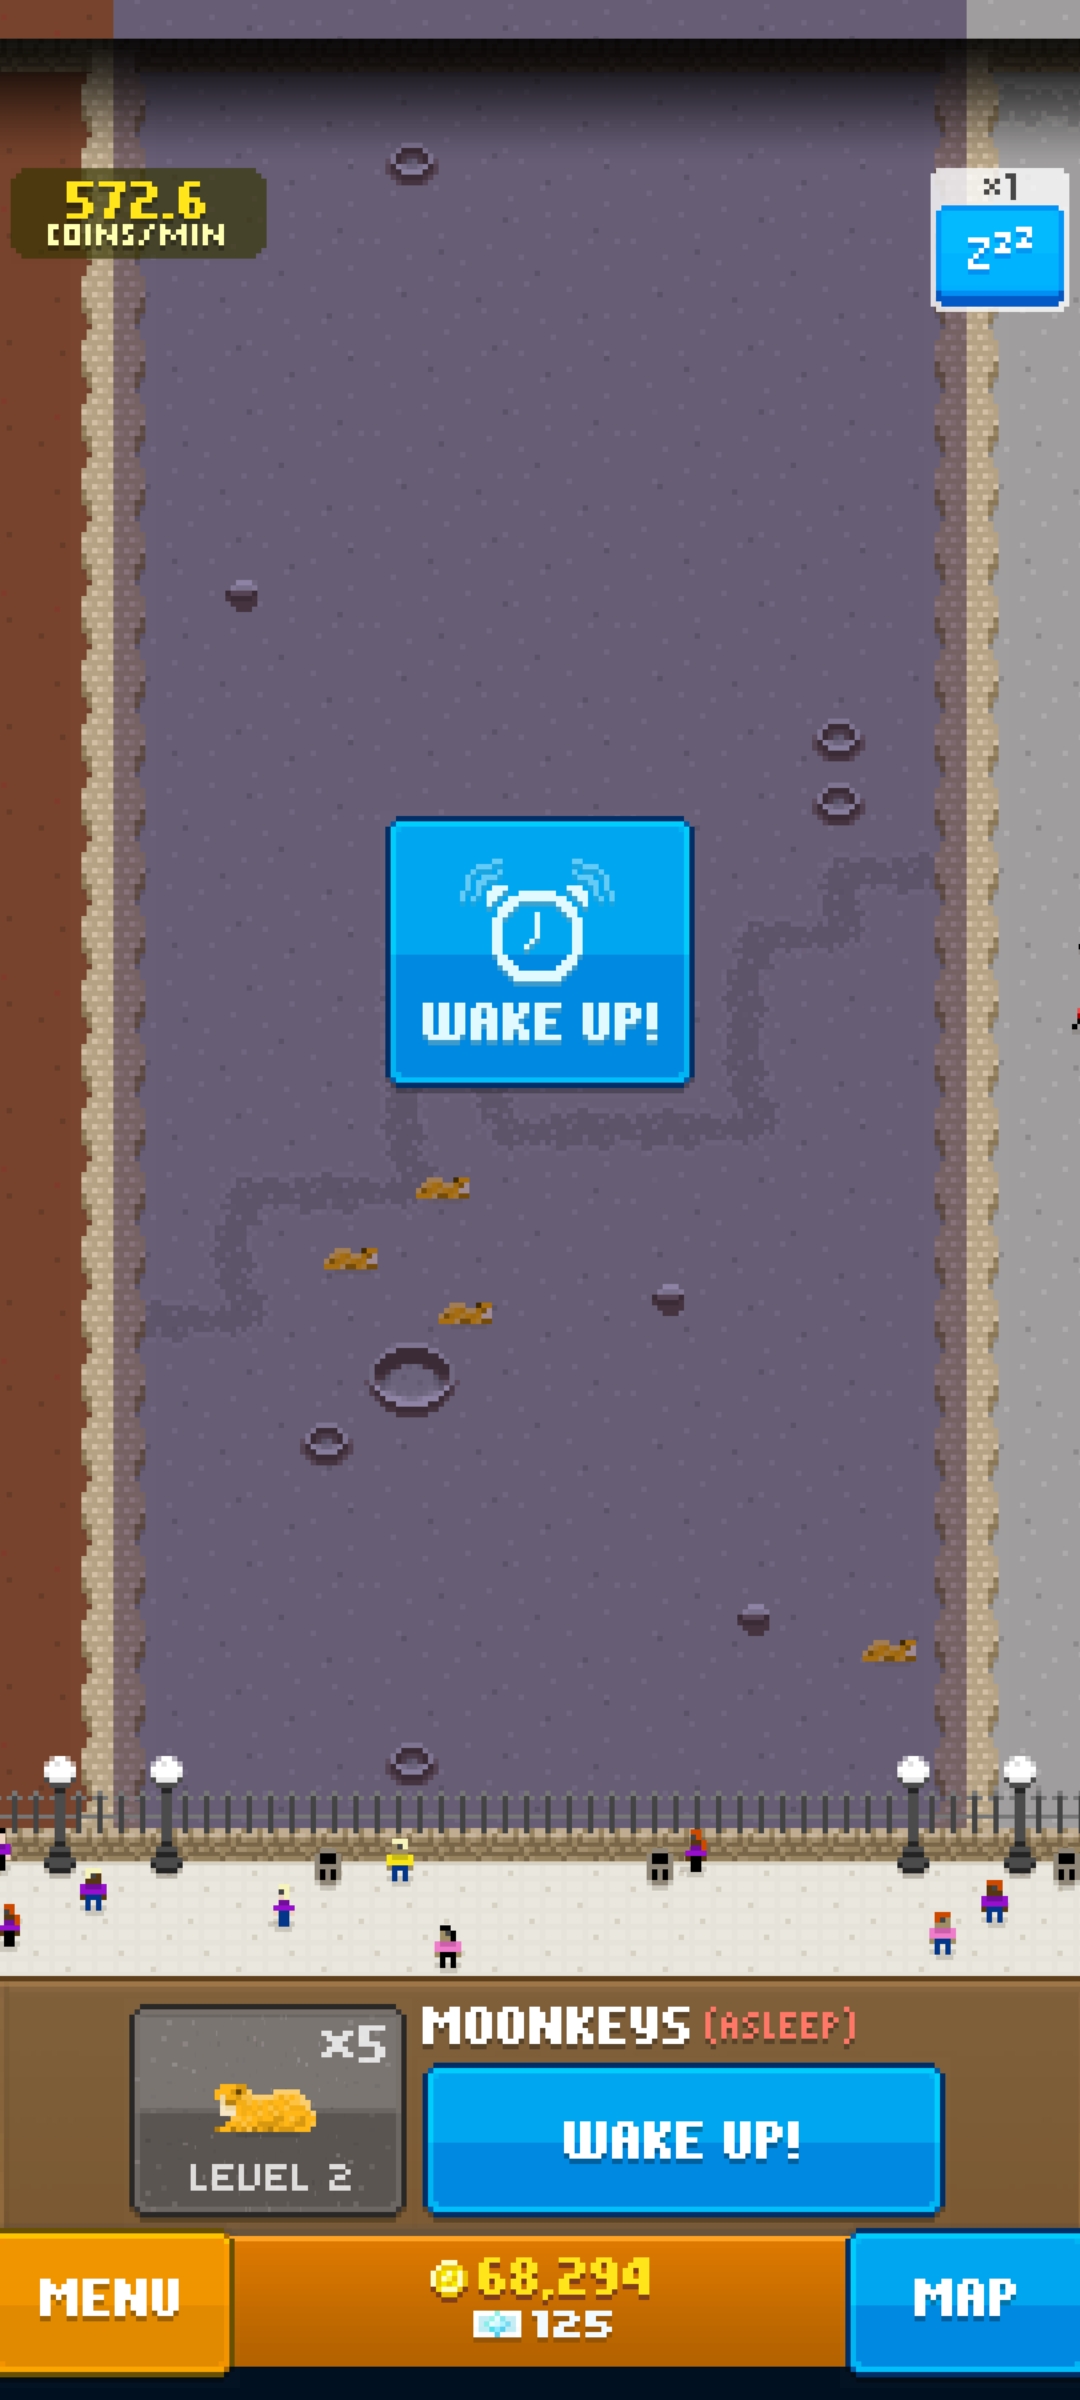 572.6
COINS/MIN
x1
zzz
WAKE UP!
x5
LEVEL 2
MOONKEYS (ASLEEP)
WAKE UP!
MENU
68,294
125
MAP